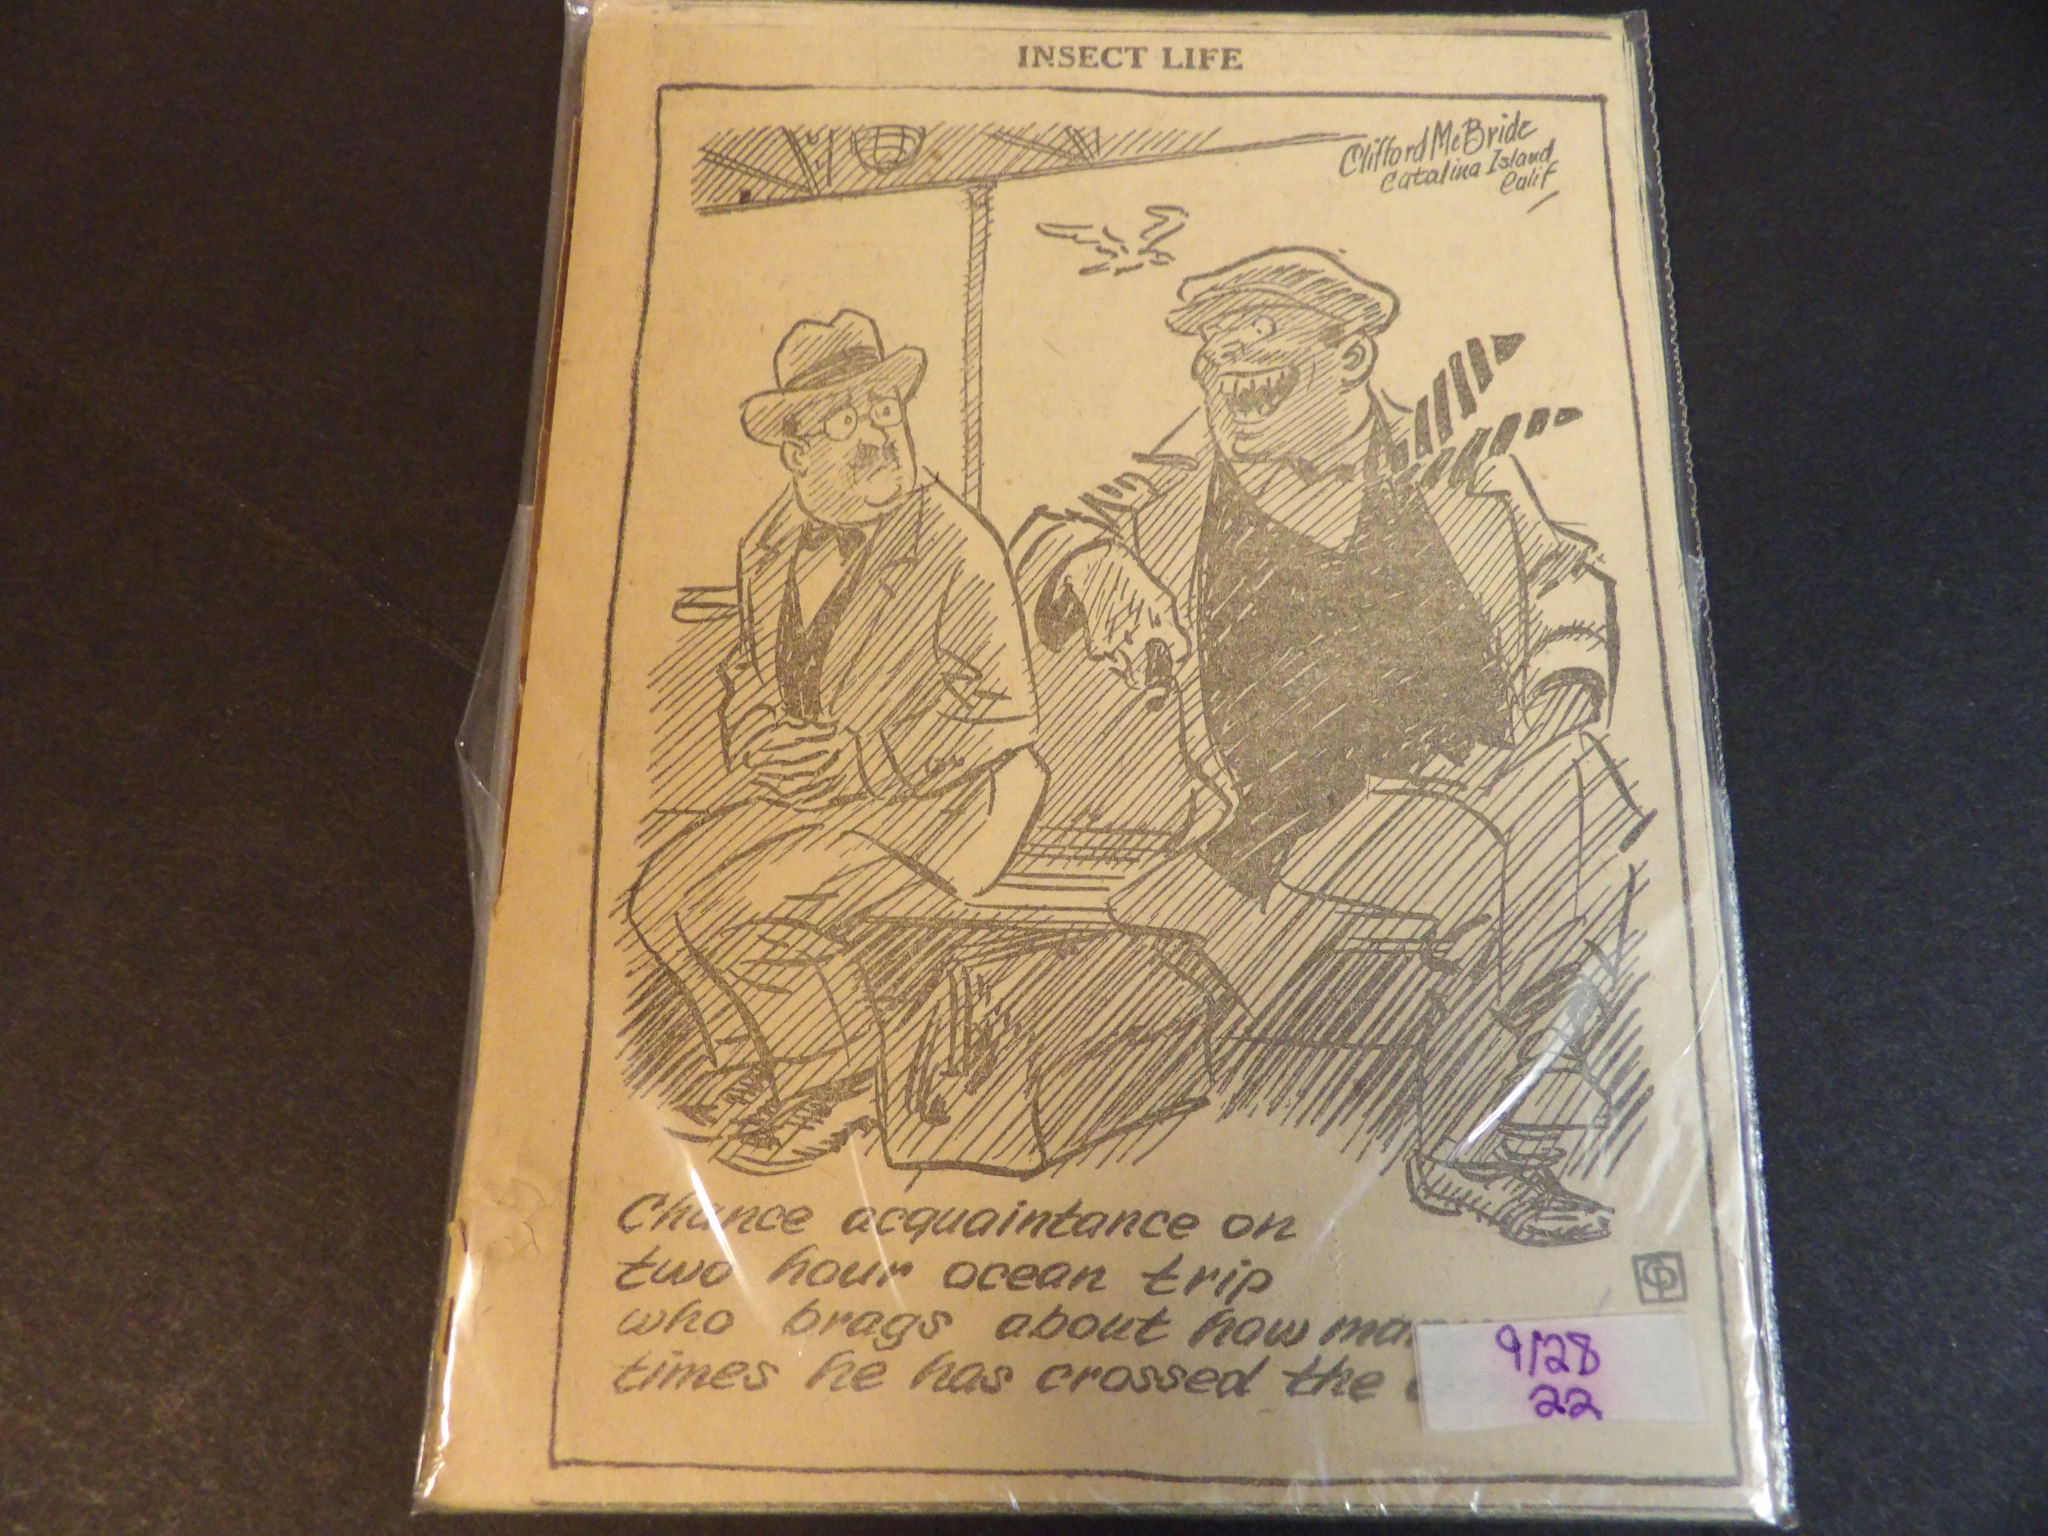 INSECT LIFE
Clifford McBride
Catalina Island
Calif
Chance acquaintance on
two hour ocean trip
who brags about how
times he has crossed the
9/28
22